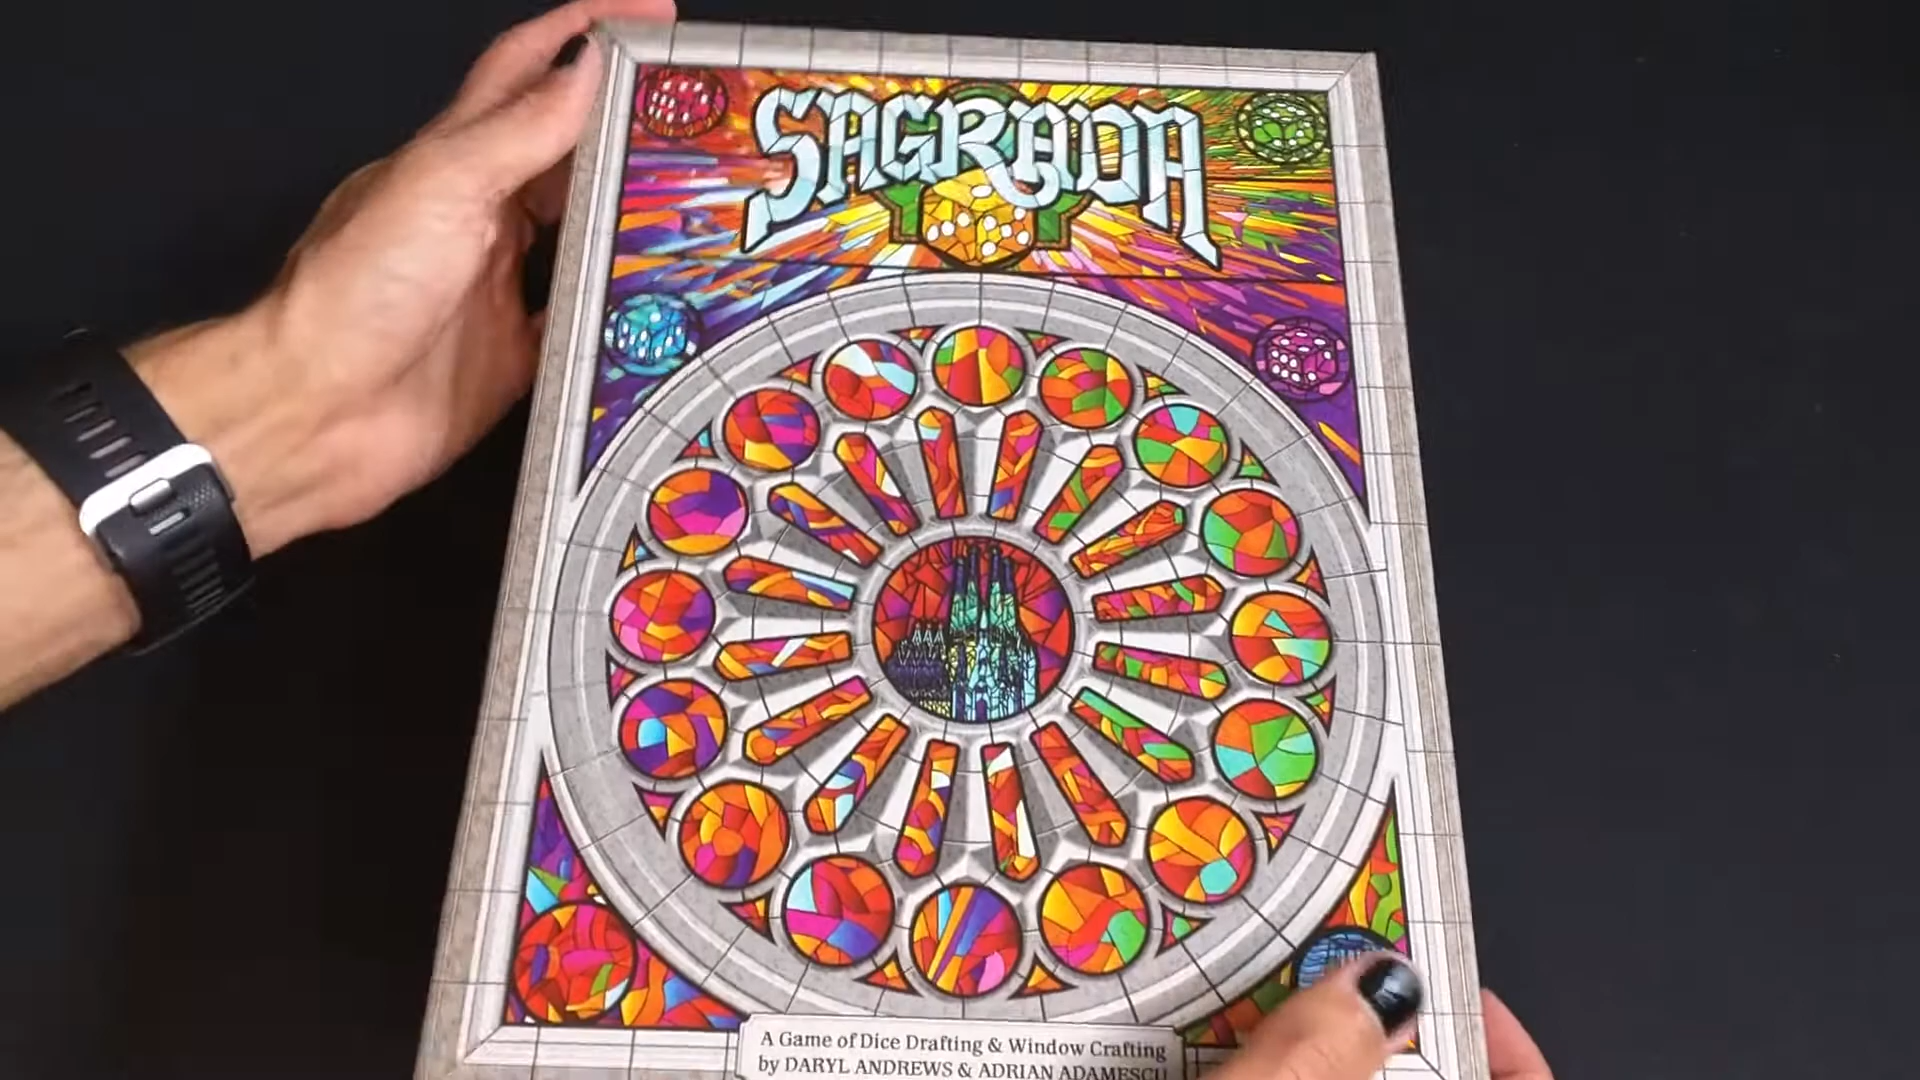 SAGRADA
A Game of Dice Drafting & Window Crafting
by DARYL ANDREWS & ADRIAN ADAMESCU